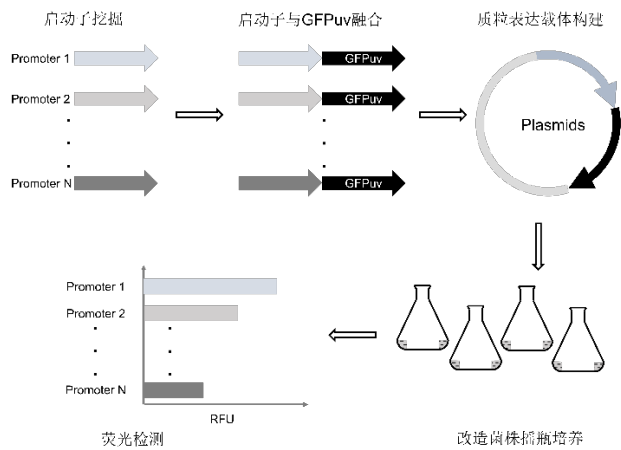 启动子挖掘
启动子与GFPuv融合
质粒表达载体构建
Promoter 1
GFPuv
Promoter 2
GFPuv
Plasmids
Promoter N
GFPuv
Promoter 1
Promoter 2
Promoter N
RFU
荧光检测
改造菌株摇瓶培养